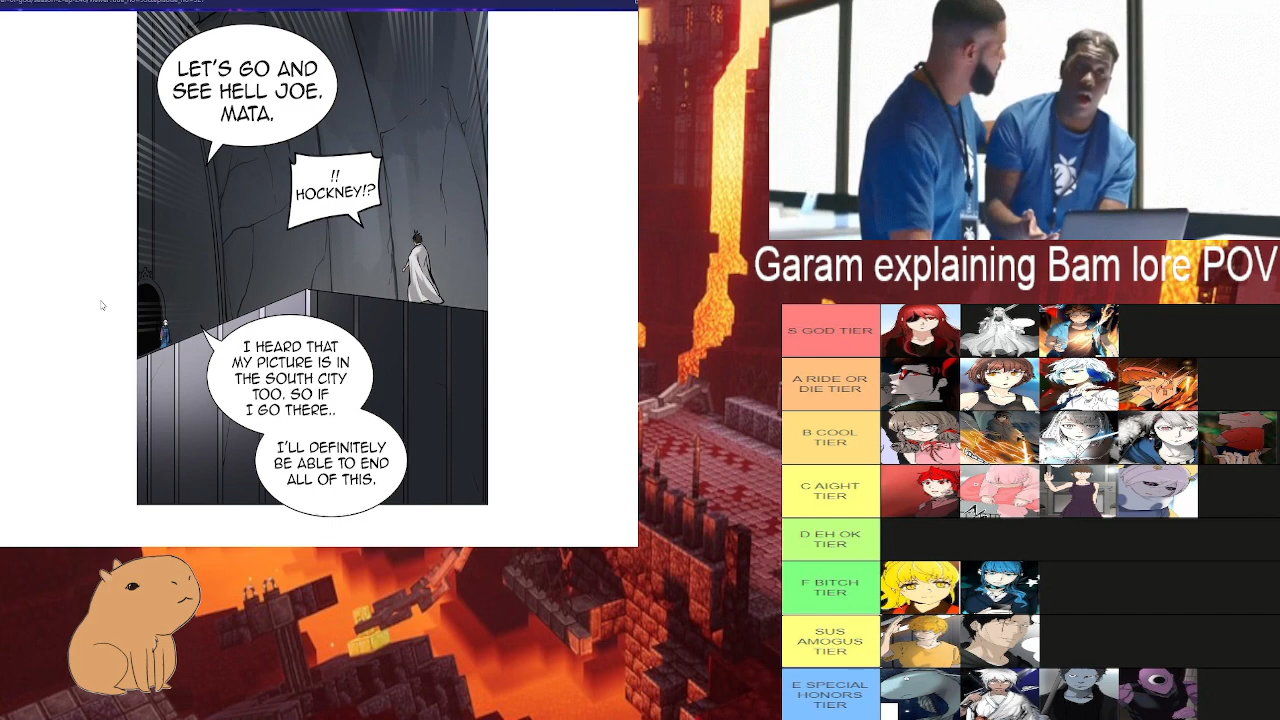 LET'S GO AND
SEE HELL JOE.
MATA.
!!
HOCKNEY!?
I HEARD THAT
MY PICTURE IS IN
THE SOUTH CITY
TOO. SO IF
I GO THERE..
I'LL DEFINITELY
BE ABLE TO END
ALL OF THIS.
Garam explaining Bam lore POV
S GOD TIER
A RIDE OR
DIE TIER
B COOL
TIER
C AIGHT
TIER
D EH OK
TIER
F BITCH
TIER
SUS
AMOGUS
TIER
E SPECIAL
HONORS
TIER